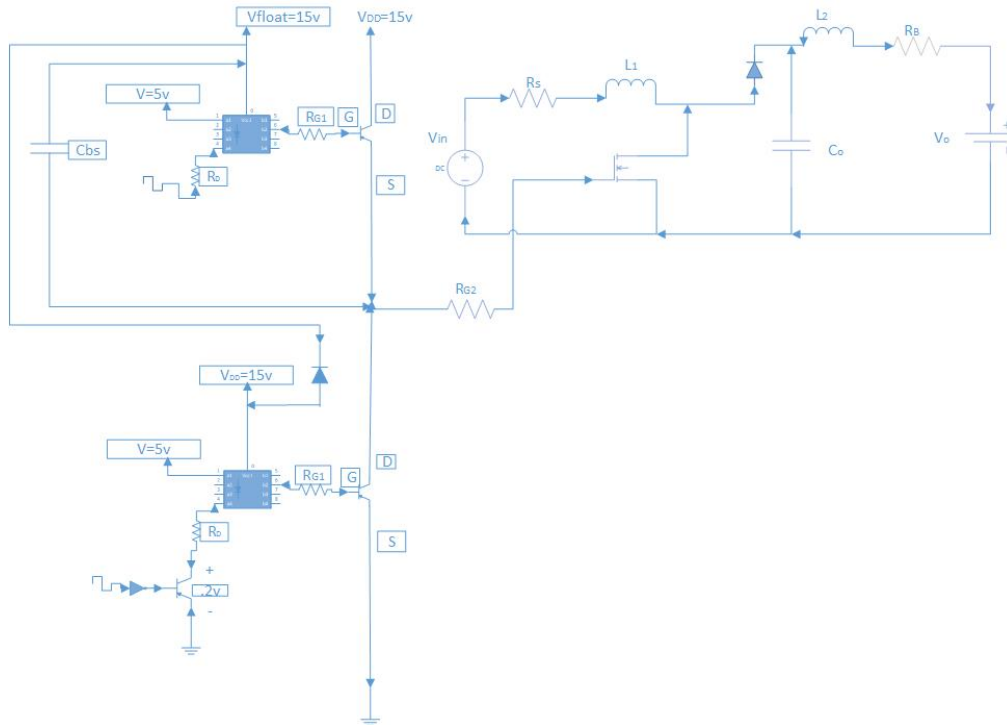 Vfloat=15v
VDD=15v
V=5v
RG1
G
D
Cbs
RD
S
L1
L2
RB
RS
Vin
DC
Co
Vo
RG2
VDD=15v
V=5v
RG1
G
D
RD
S
+
.2v
-